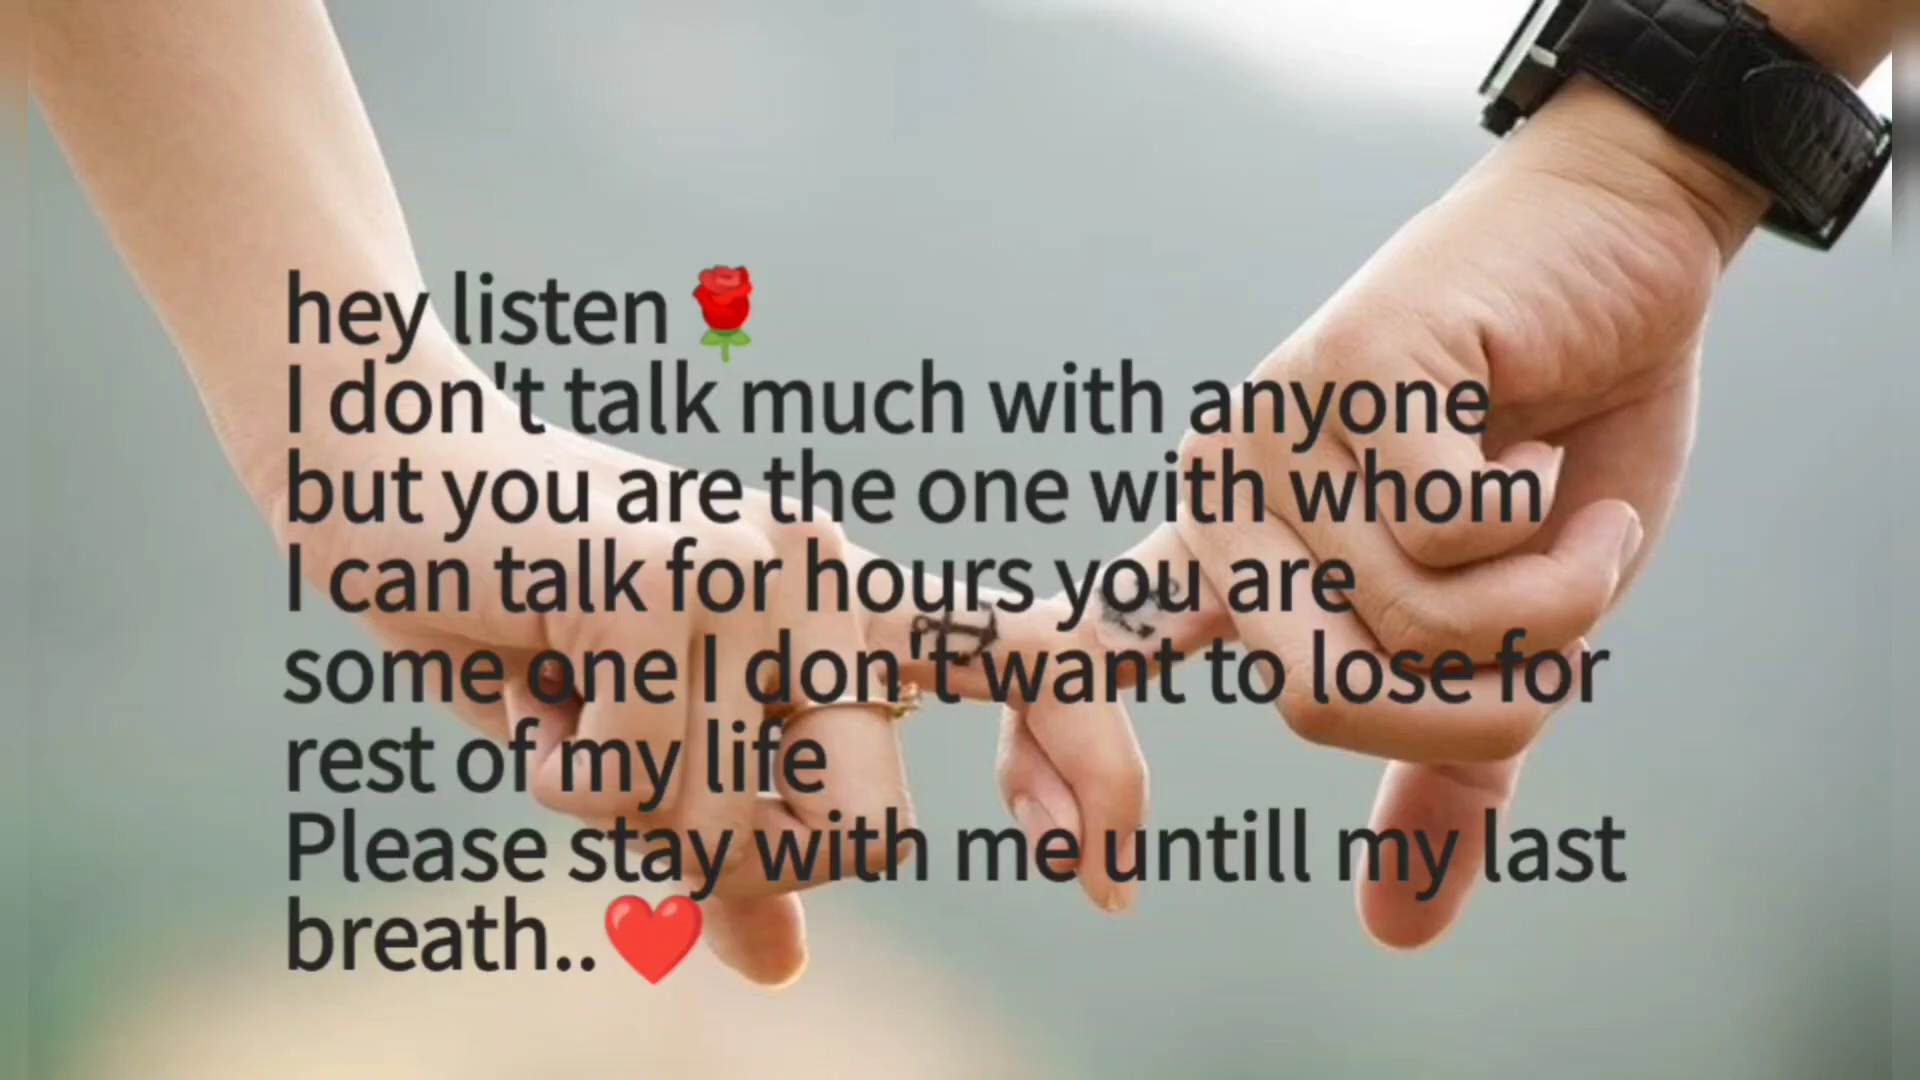 hey listen🌹
I don't talk much with anyone
but you are the one with whom
I can talk for hours you are
some one I don't want to lose for
rest of my life
Please stay with me untill my last
breath..❤️